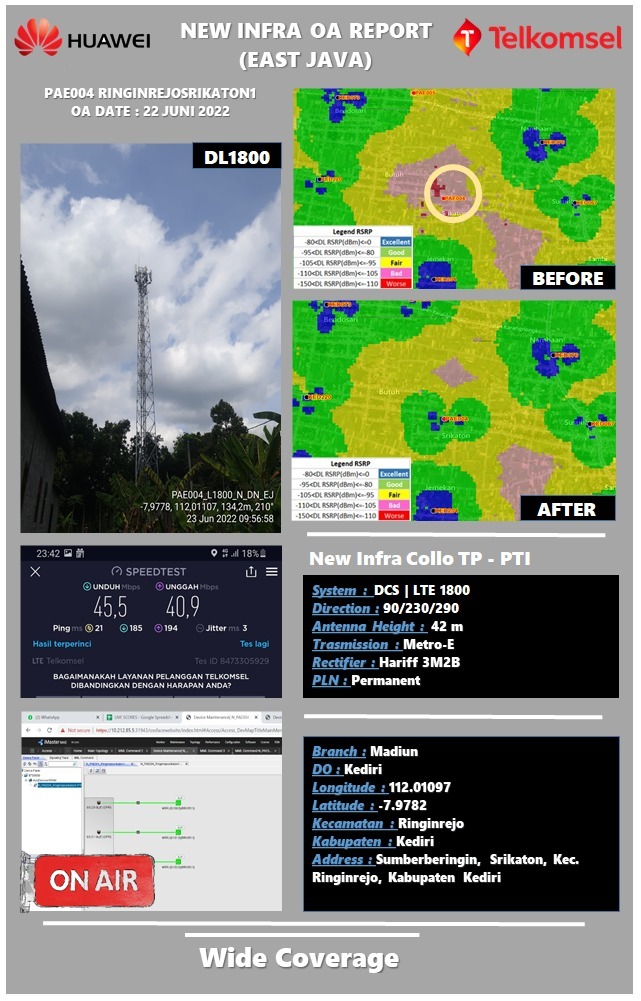 HUAWEI
NEW INFRA OA REPORT
(EAST JAVA)
Telkomsel
PAE004 RINGINREJOSRIKATON1
OA DATE : 22 JUNI 2022
DL1800
PAE004_L1800_N_DN_EJ
-7,9778, 112,01107, 134,2m, 210°
23 Jun 2022 09:56:58
Butuh
Srikaton
Jemekan
Legend RSRP
-80<DL RSRP(dBm)<=0 Excellent
-95<DL RSRP(dBm)<=-80 Good
-105<DL RSRP(dBm)<=-95 Fair
-110<DL RSRP(dBm)<=-105 Bad
-150<DL RSRP(dBm)<=-110 Worse
BEFORE
Butuh
Srikaton
Jemekan
Legend RSRP
-80<DL RSRP(dBm)<=0 Excellent
-95<DL RSRP(dBm)<=-80 Good
-105<DL RSRP(dBm)<=-95 Fair
-110<DL RSRP(dBm)<=-105 Bad
-150<DL RSRP(dBm)<=-110 Worse
AFTER
23:42 18%
SPEEDTEST
UNDUH Mbps UNGGAH Mbps
45,5 40,9
Ping ms 21 185 194 Jitter ms 3
Hasil terperinci Tes lagi
LTE Telkomsel Tes ID 8473305929
BAGAIMANAKAH LAYANAN PELANGGAN TELKOMSEL
DIBANDINGKAN DENGAN HARAPAN ANDA?
New Infra Collo TP - PTI
System : DCS | LTE 1800
Direction : 90/230/290
Antenna Height : 42 m
Trasmission : Metro-E
Rectifier : Hariff 3M2B
PLN : Permanent
WhatsApp
Not secure
ON AIR
Branch : Madiun
DO : Kediri
Longitude : 112.01097
Latitude : -7.9782
Kecamatan : Ringinrejo
Kabupaten : Kediri
Address : Sumberberingin, Srikaton, Kec.
Ringinrejo, Kabupaten Kediri
Wide Coverage